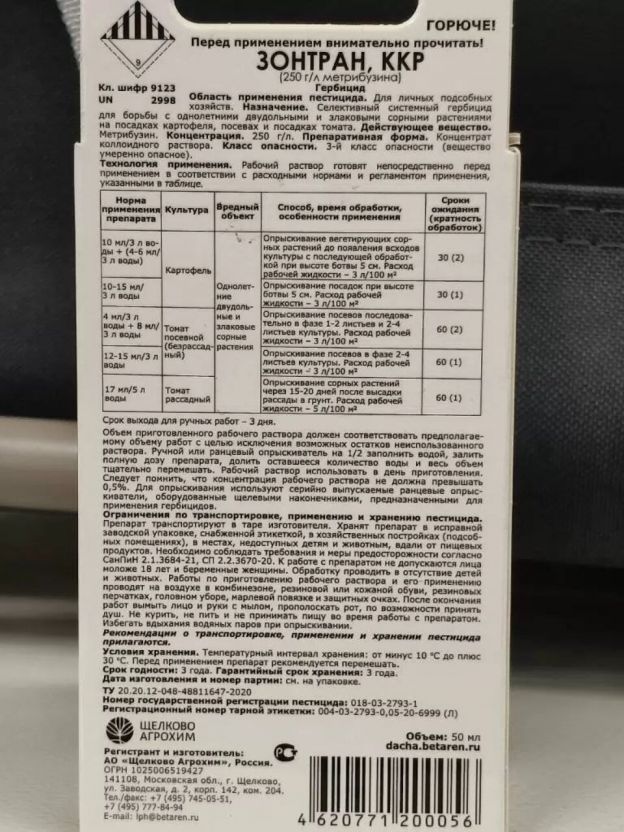 ГОРЮЧЕ!
9
Перед применением внимательно прочитать!
ЗОНТРАН, ККР
(250 г/л метрибузина)
Гербицид
Кл. шифр 9123
UN 2998
Область применения пестицида. Для личных подсобных
хозяйств. Назначение. Селективный системный гербицид
для борьбы с однолетними двудольными и злаковыми сорными растениями
на посадках картофеля, посевах и посадках томата. Действующее вещество.
Метрибузин. Концентрация. 250 г/л. Препаративная форма. Концентрат
коллоидного раствора. Класс опасности. 3-й класс опасности (вещество
умеренно опасное).
Технология применения. Рабочий раствор готовят непосредственно перед
применением в соответствии с расходными нормами и регламентом применения,
указанными в таблице.
Норма применения препарата
Культура
Вредный объект
Способ, время обработки, особенности применения
Сроки ожидания (кратность обработок)
10 мл/3 л во-
ды + (4-6 мл/
3 л воды)
Картофель
Однолет-
ние
двудоль-
ные и
злаковые
сорные
растения
Опрыскивание вегетирующих сор-
ных растений до появления всходов
культуры с последующей обработ-
кой при высоте ботвы 5 см. Расход
рабочей жидкости – 3 л/100 м²
30 (2)
10-15 мл/
3 л воды
Опрыскивание посадок при высоте
ботвы 5 см. Расход рабочей
жидкости – 3 л/100 м²
30 (1)
4 мл/3 л
воды + 8 мл/
3 л воды
Томат
посевной
(безрассад-
ный)
Опрыскивание посевов последова-
тельно в фазе 1-2 листьев и 2-4
листьев культуры. Расход рабочей
жидкости – 3 л/100 м²
60 (2)
12-15 мл/3 л
воды
Опрыскивание посевов в фазе 2-4
листьев культуры. Расход рабочей
жидкости – 3 л/100 м²
60 (1)
17 мл/5 л
воды
Томат
рассадный
Опрыскивание сорных растений
через 15-20 дней после высадки
рассады в грунт. Расход рабочей
жидкости – 5 л/100 м²
60 (1)
Срок выхода для ручных работ – 3 дня.
Объем приготовленного рабочего раствора должен соответствовать предполагае-
мому объему работ с целью исключения возможных остатков неиспользованного
раствора. Ручной или ранцевый опрыскиватель на 1/2 заполнить водой, залить
полную дозу препарата, долить оставшееся количество воды и весь объем
тщательно перемешать. Рабочий раствор использовать в день приготовления.
Следует помнить, что концентрация рабочего раствора не должна превышать
0,5%. Для опрыскивания используют серийно выпускаемые ранцевые опрыс-
киватели, оборудованные щелевыми наконечниками, предназначенными для
применения гербицидов.
Ограничения по транспортировке, применению и хранению пестицида.
Препарат транспортируют в таре изготовителя. Хранят препарат в исправной
заводской упаковке, снабженной этикеткой, в хозяйственных постройках (подсоб-
ных помещениях), в местах, недоступных детям и животным, вдали от пищевых
продуктов. Необходимо соблюдать требования и меры предосторожности согласно
СанПиН 2.1.3684-21, СП 2.2.3670-20. К работе с препаратом не допускаются лица
моложе 18 лет и беременные женщины. Обработку проводить в отсутствие детей
и животных. Работы по приготовлению рабочего раствора и его применению
проводят на воздухе в комбинезоне, резиновой или кожаной обуви, резиновых
перчатках, головном уборе, марлевой повязке и защитных очках. После окончания
работ вымыть лицо и руки с мылом, прополоскать рот, по возможности принять
душ. Не курить, не пить и не принимать пищу во время работы с препаратом.
Избегать вдыхания водяных паров при опрыскивании.
Рекомендации о транспортировке, применении и хранении пестицида
прилагаются.
Условия хранения. Температурный интервал хранения: от минус 10 °С до плюс
30 °С. Перед применением препарата рекомендуется перемешать.
Срок годности: 3 года. Гарантийный срок хранения: 3 года.
Дата изготовления и номер партии: см. на упаковке.
ТУ 20.20.12-048-48811647-2020
Номер государственной регистрации пестицида: 018-03-2793-1
Регистрационный номер тарной этикетки: 004-03-2793-0,05-20-6999 (Л)
ЩЕЛКОВО
АГРОХИМ
Объем: 50 мл
dacha.betaren.ru
Регистрант и изготовитель:
АО «Щелково Агрохим», Россия.
ОГРН 1025006519427
141108, Московская обл., г. Щелково,
ул. Заводская, д. 2, корп. 142, ком. 204.
Тел./факс: +7 (495) 745-05-51,
+7 (495) 777-84-94
E-mail: lph@betaren.ru
4 620771 200056